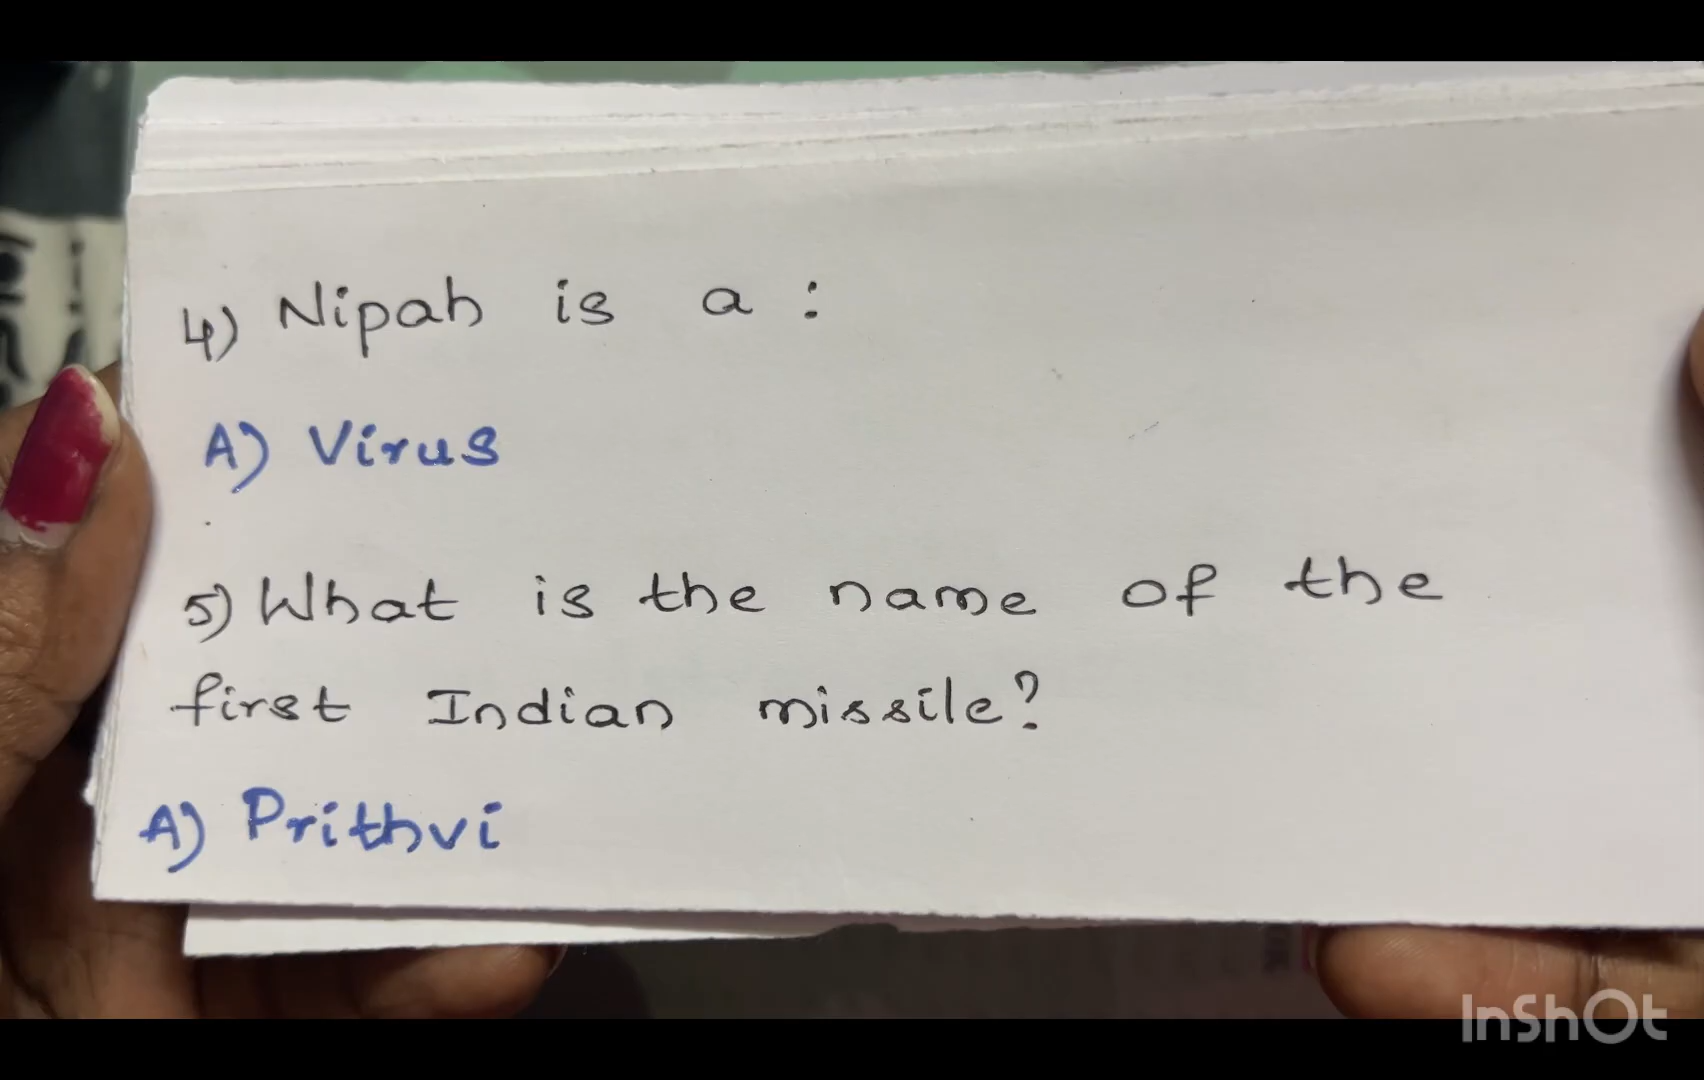 4) Nipah is a :
A) Virus
5) What is the name of the
first Indian missile?
A) Prithvi
InShOt